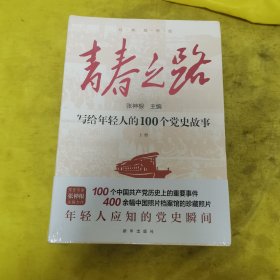 青春之路
张神根 主编
写给年轻人的100个党史故事
上册
张神根
100个中国共产党历史上的重要事件
400余幅中国照片档案馆的珍藏照片
年轻人应知的党史瞬间
新华出版社